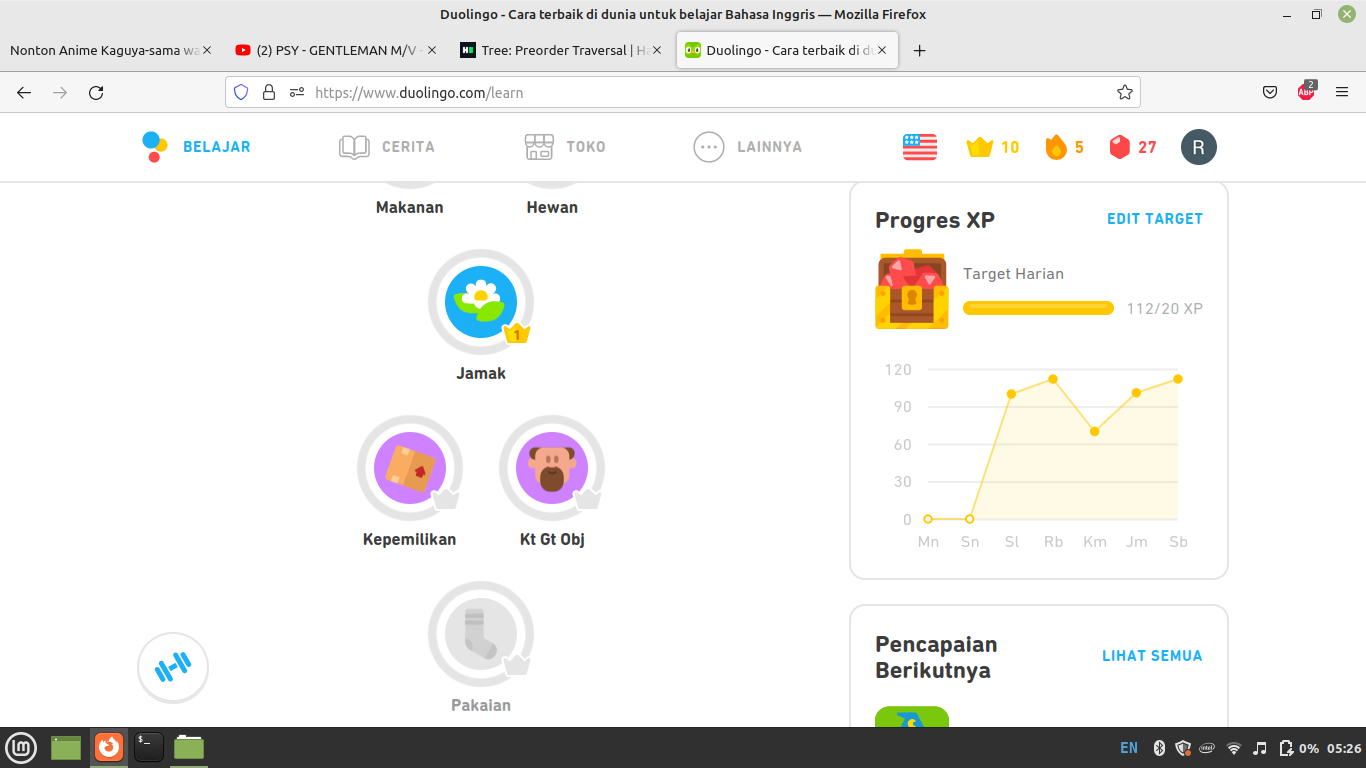 Duolingo - Cara terbaik di dunia untuk belajar Bahasa Inggris — Mozilla Firefox
Nonton Anime Kaguya-sama wa
(2) PSY - GENTLEMAN M/V -
Tree: Preorder Traversal | Ha
Duolingo - Cara terbaik di du
https://www.duolingo.com/learn
ABP
2
BELAJAR
CERITA
TOKO
LAINNYA
10
5
27
R
Makanan
Hewan
1
Jamak
Kepemilikan
Kt Gt Obj
Pakaian
Progres XP
EDIT TARGET
Target Harian
112/20 XP
120
90
60
30
0
Mn Sn Sl Rb Km Jm Sb
Pencapaian
Berikutnya
LIHAT SEMUA
EN
0%
05:26